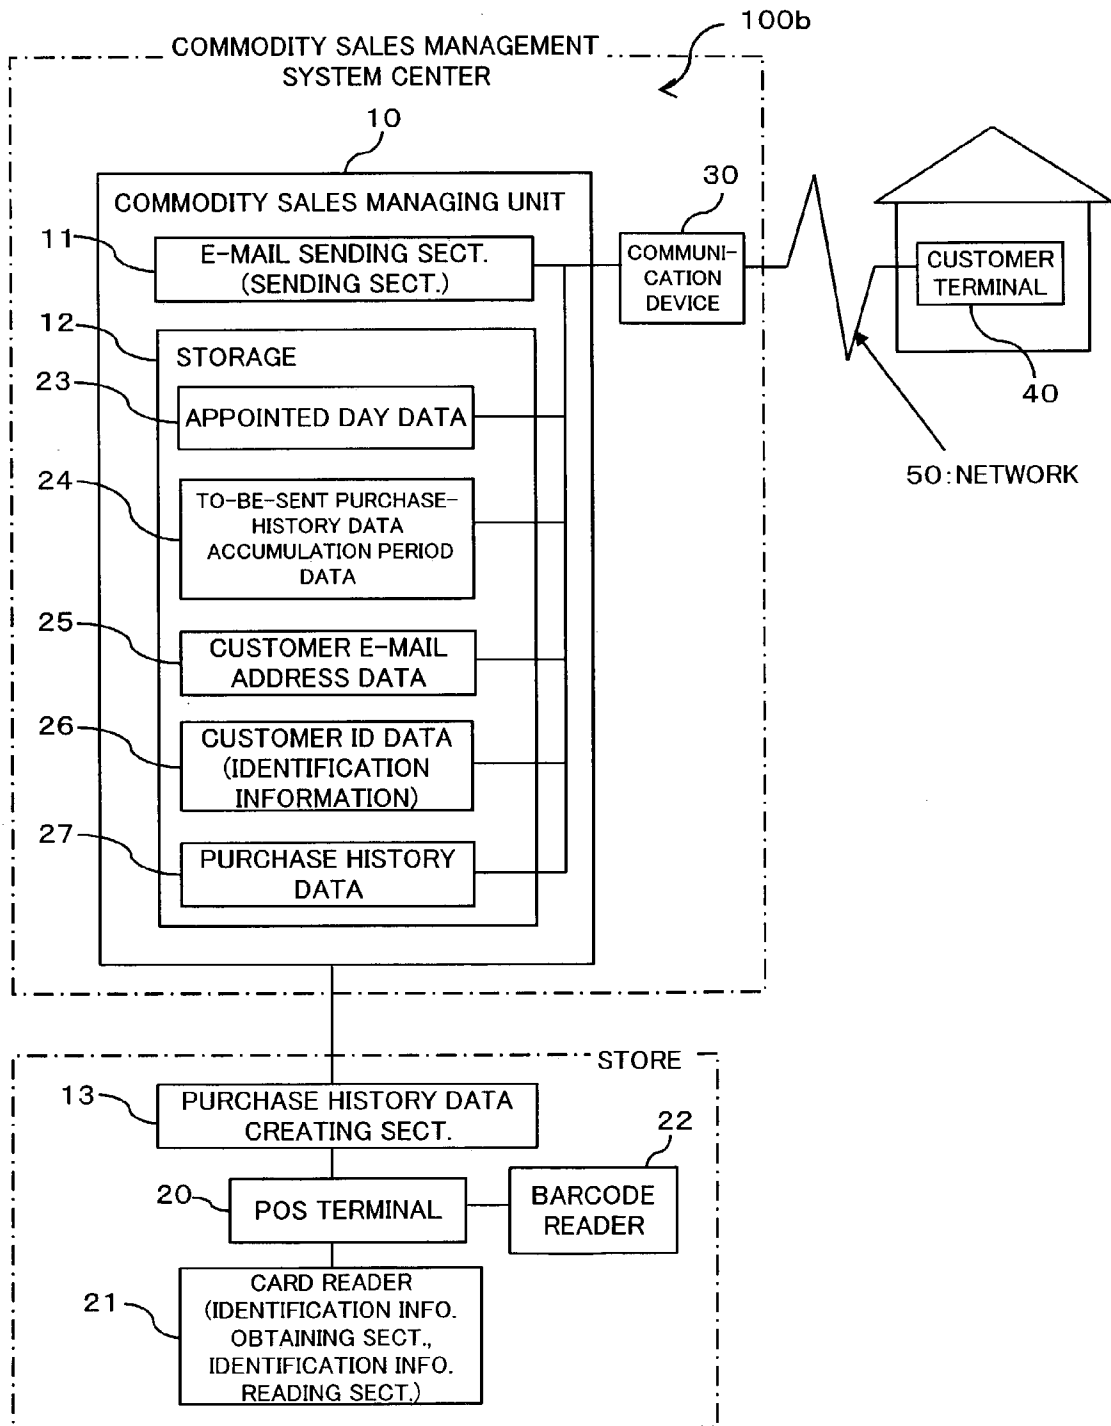 100b
COMMODITY SALES MANAGEMENT
SYSTEM CENTER
10
COMMODITY SALES MANAGING UNIT
11
E-MAIL SENDING SECT.
(SENDING SECT.)
30
COMMUNI-
CATION
DEVICE
CUSTOMER
TERMINAL
40
50:NETWORK
12
STORAGE
23
APPOINTED DAY DATA
24
TO-BE-SENT PURCHASE-
HISTORY DATA
ACCUMULATION PERIOD
DATA
25
CUSTOMER E-MAIL
ADDRESS DATA
26
CUSTOMER ID DATA
(IDENTIFICATION
INFORMATION)
27
PURCHASE HISTORY
DATA
STORE
13
PURCHASE HISTORY DATA
CREATING SECT.
20
POS TERMINAL
22
BARCODE
READER
21
CARD READER
(IDENTIFICATION INFO.
OBTAINING SECT.,
IDENTIFICATION INFO.
READING SECT.)